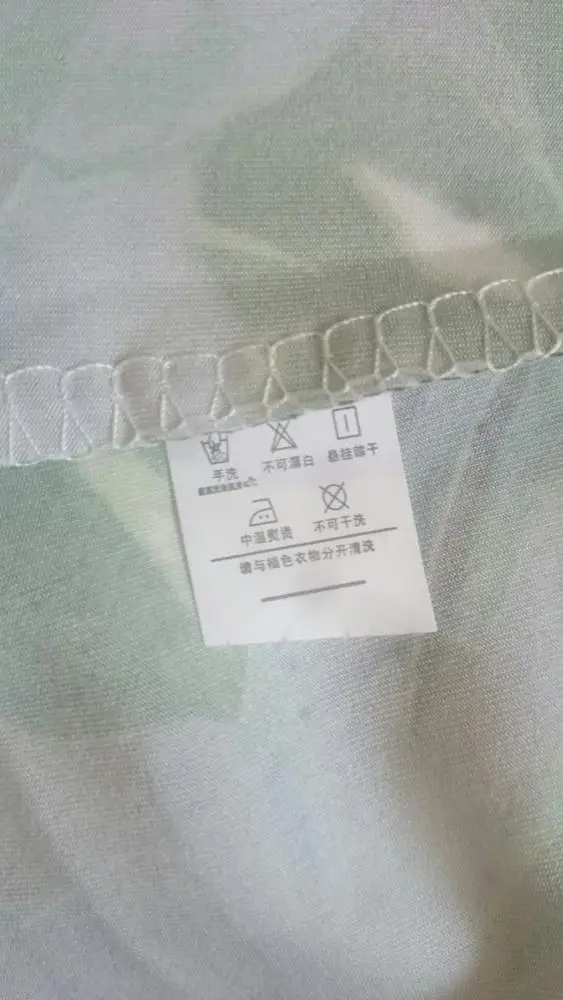 手洗 不可漂白 悬挂晾干
中温熨烫 不可干洗
请与褪色衣物分开清洗